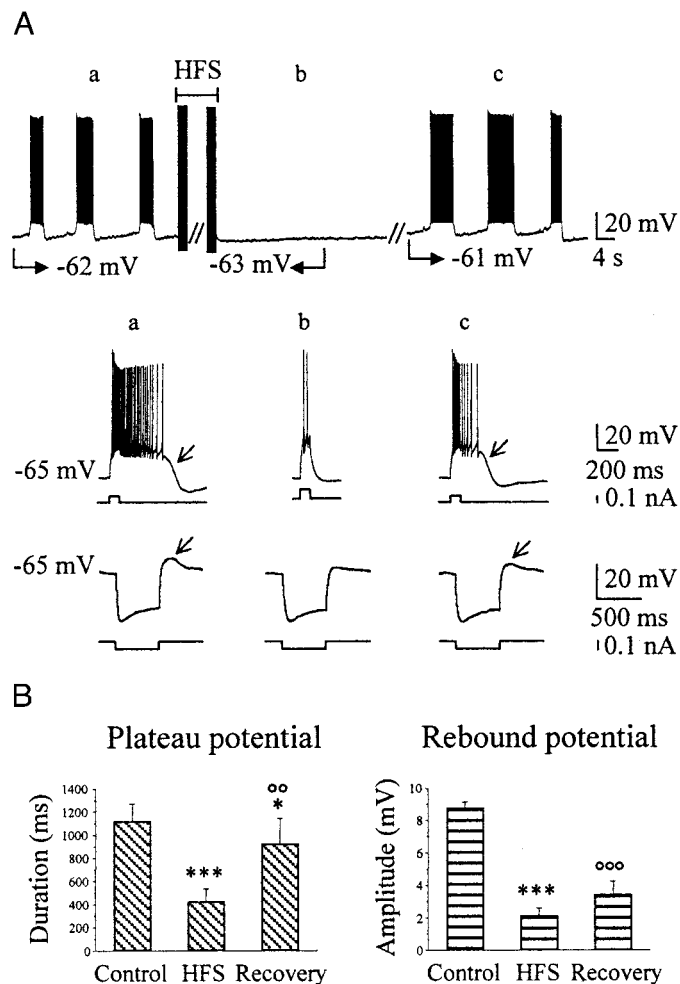 A
HFS
a b c
20 mV
4 s
-62 mV -63 mV -61 mV
a b c
20 mV
-65 mV
200 ms
0.1 nA
-65 mV
20 mV
500 ms
0.1 nA
B
Plateau potential
Duration (ms)
1400
1200
1000
800
600
400
200
0
***
°°
*
Control HFS Recovery
Rebound potential
Amplitude (mV)
10
8
6
4
2
0
***
°°°
Control HFS Recovery